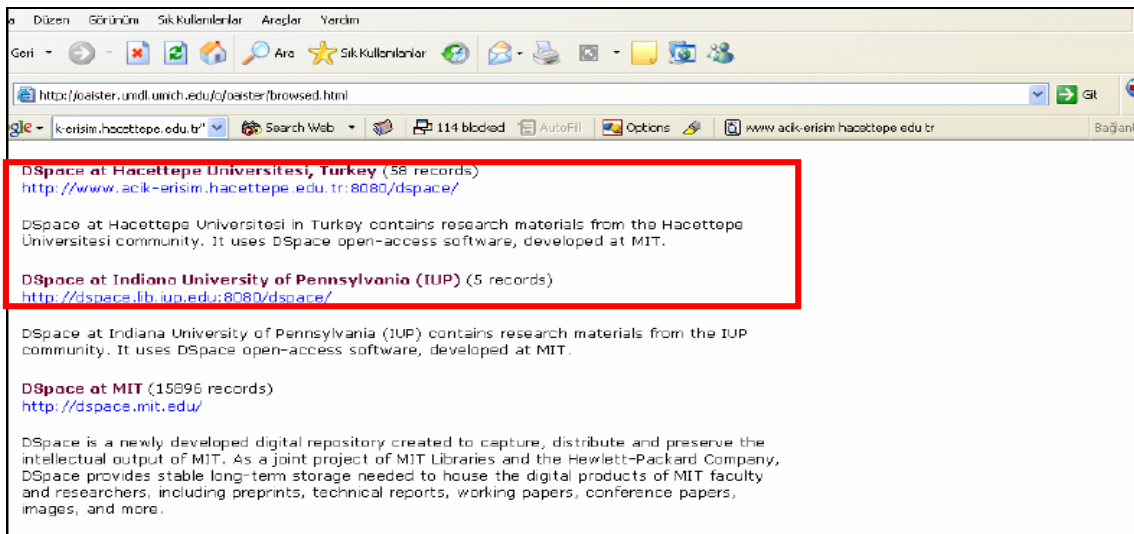 a Düzen Görünüm Sık Kullanılanlar Araçlar Yardım
Geri Ara Sık Kullanılanlar
http://oaister.umdl.umich.edu/o/oaister/browsed.html Git
gle k-erisim.hacettepe.edu.tr" Search Web 114 blocked AutoFill Options www acik-erisim hacettepe edu tr Bağlant
DSpace at Hacettepe Universitesi, Turkey (58 records)
http://www.acik-erisim.hacettepe.edu.tr:8080/dspace/
DSpace at Hacettepe Universitesi in Turkey contains research materials from the Hacettepe
Universitesi community. It uses DSpace open-access software, developed at MIT.
DSpace at Indiana University of Pennsylvania (IUP) (5 records)
http://dspace.lib.iup.edu:8080/dspace/
DSpace at Indiana University of Pennsylvania (IUP) contains research materials from the IUP
community. It uses DSpace open-access software, developed at MIT.
DSpace at MIT (15896 records)
http://dspace.mit.edu/
DSpace is a newly developed digital repository created to capture, distribute and preserve the
intellectual output of MIT. As a joint project of MIT Libraries and the Hewlett-Packard Company,
DSpace provides stable long-term storage needed to house the digital products of MIT faculty
and researchers, including preprints, technical reports, working papers, conference papers,
images, and more.